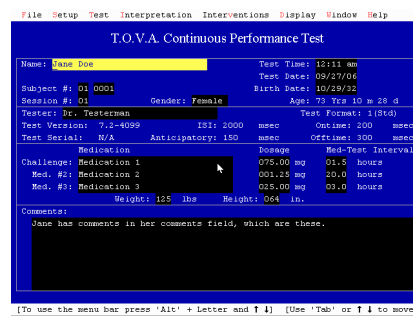 File Setup Test Interpretation Interventions Display Window Help
T.O.V.A. Continuous Performance Test
Name: Jane Doe Test Time: 12:11 am
Test Date: 09/27/06
Subject #: 01 0001 Birth Date: 10/29/32
Session #: 01 Gender: Female Age: 73 Yrs 10 m 28 d
Tester: Dr. Testerman Test Format: 1(Std)
Test Version: 7.2-4099 ISI: 2000 msec Ontime: 200 msec
Test Serial: N/A Anticipatory: 150 msec Offtime: 300 msec
Medication Dosage Med-Test Interval
Challenge: Medication 1 075.00 mg 01.5 hours
Med. #2: Medication 2 001.25 mg 20.0 hours
Med. #3: Medication 3 025.00 mg 03.0 hours
Weight: 125 lbs Height: 064 in.
Comments:
Jane has comments in her comments field, which are these.
[To use the menu bar press 'Alt' + Letter and ↑ ↓] [Use 'Tab' or ↑ ↓ to move